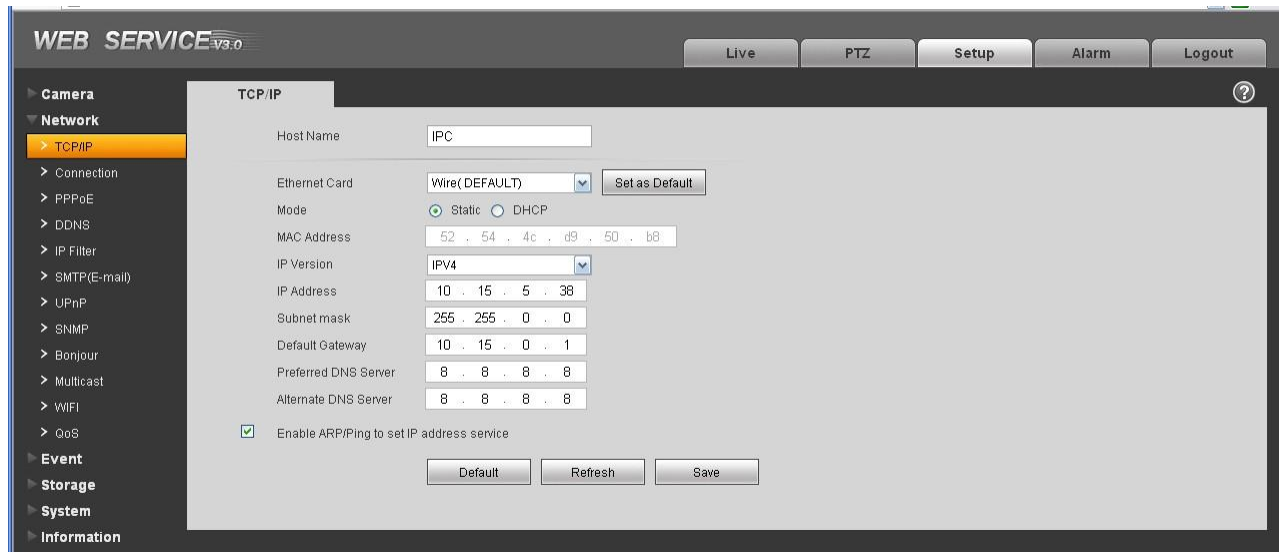 WEB SERVICE V3.0
Live PTZ Setup Alarm Logout
Camera
Network
TCP/IP
Connection
PPPoE
DDNS
IP Filter
SMTP(E-mail)
UPnP
SNMP
Bonjour
Multicast
WIFI
QoS
Event
Storage
System
Information
TCP/IP
?
Host Name IPC
Ethernet Card Wire(DEFAULT) Set as Default
Mode Static DHCP
MAC Address 52 . 54 . 4c . d9 . 50 . b8
IP Version IPV4
IP Address 10 . 15 . 5 . 38
Subnet mask 255 . 255 . 0 . 0
Default Gateway 10 . 15 . 0 . 1
Preferred DNS Server 8 . 8 . 8 . 8
Alternate DNS Server 8 . 8 . 8 . 8
Enable ARP/Ping to set IP address service
Default Refresh Save